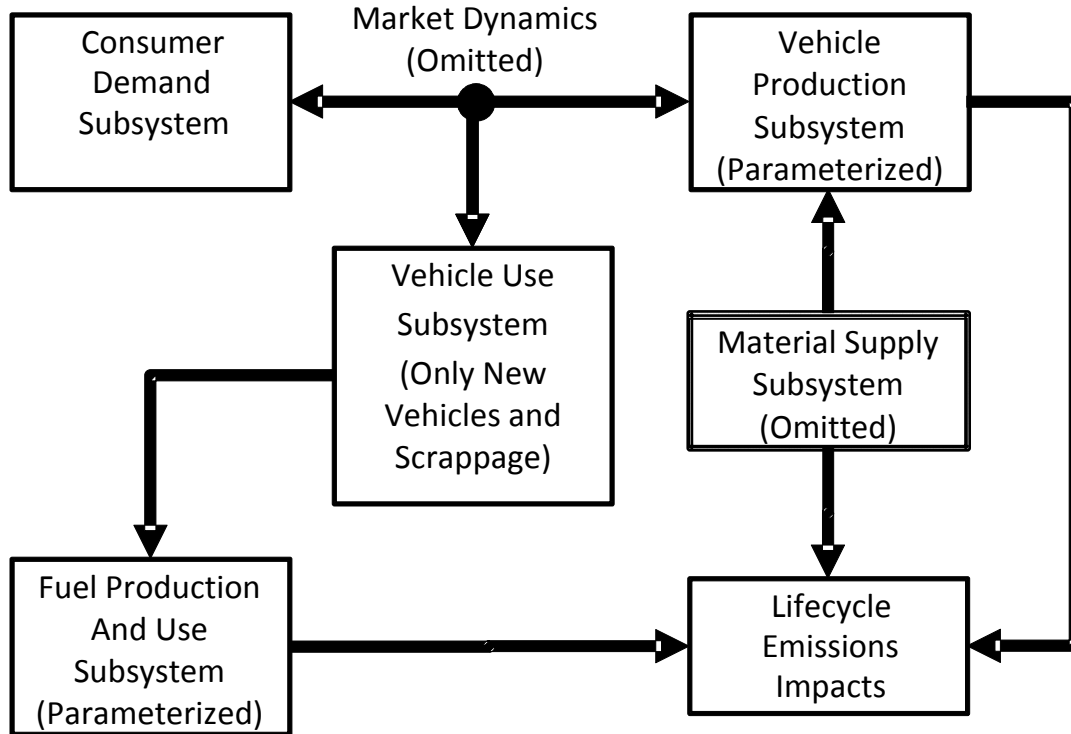 Consumer
Demand
Subsystem
Market Dynamics
(Omitted)
Vehicle
Production
Subsystem
(Parameterized)
Vehicle Use
Subsystem
(Only New
Vehicles and
Scrappage)
Material Supply
Subsystem
(Omitted)
Fuel Production
And Use
Subsystem
(Parameterized)
Lifecycle
Emissions
Impacts